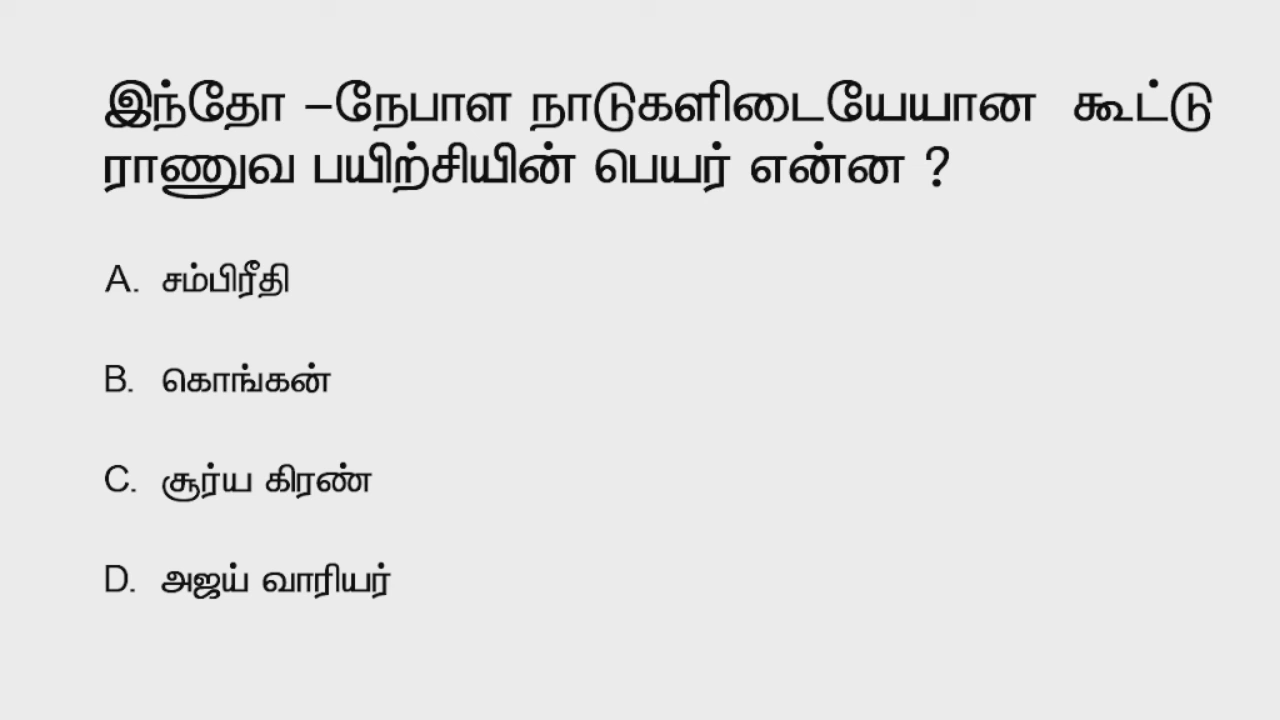 இந்தோ –நேபாள நாடுகளிடையேயான கூட்டு
ராணுவ பயிற்சியின் பெயர் என்ன ?
A. சம்பிரீதி
B. கொங்கன்
C. சூர்ய கிரண்
D. அஜய் வாரியர்